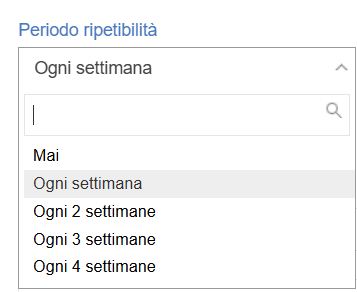 Periodo ripetibilità
Ogni settimana
Mai
Ogni settimana
Ogni 2 settimane
Ogni 3 settimane
Ogni 4 settimane